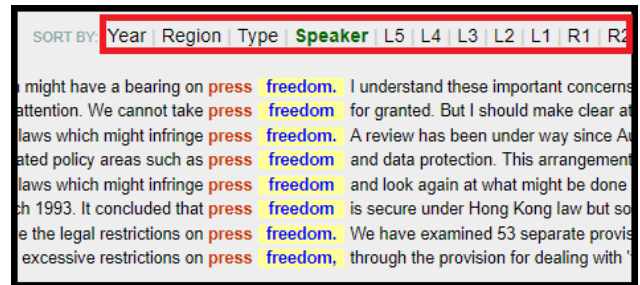 SORT BY: Year | Region | Type | Speaker | L5 | L4 | L3 | L2 | L1 | R1 | R2
might have a bearing on press freedom. I understand these important concerns
attention. We cannot take press freedom for granted. But I should make clear at
laws which might infringe press freedom. A review has been under way since Au
ated policy areas such as press freedom and data protection. This arrangement
laws which might infringe press freedom and look again at what might be done
ch 1993. It concluded that press freedom is secure under Hong Kong law but so
e the legal restrictions on press freedom. We have examined 53 separate provis
excessive restrictions on press freedom, through the provision for dealing with '